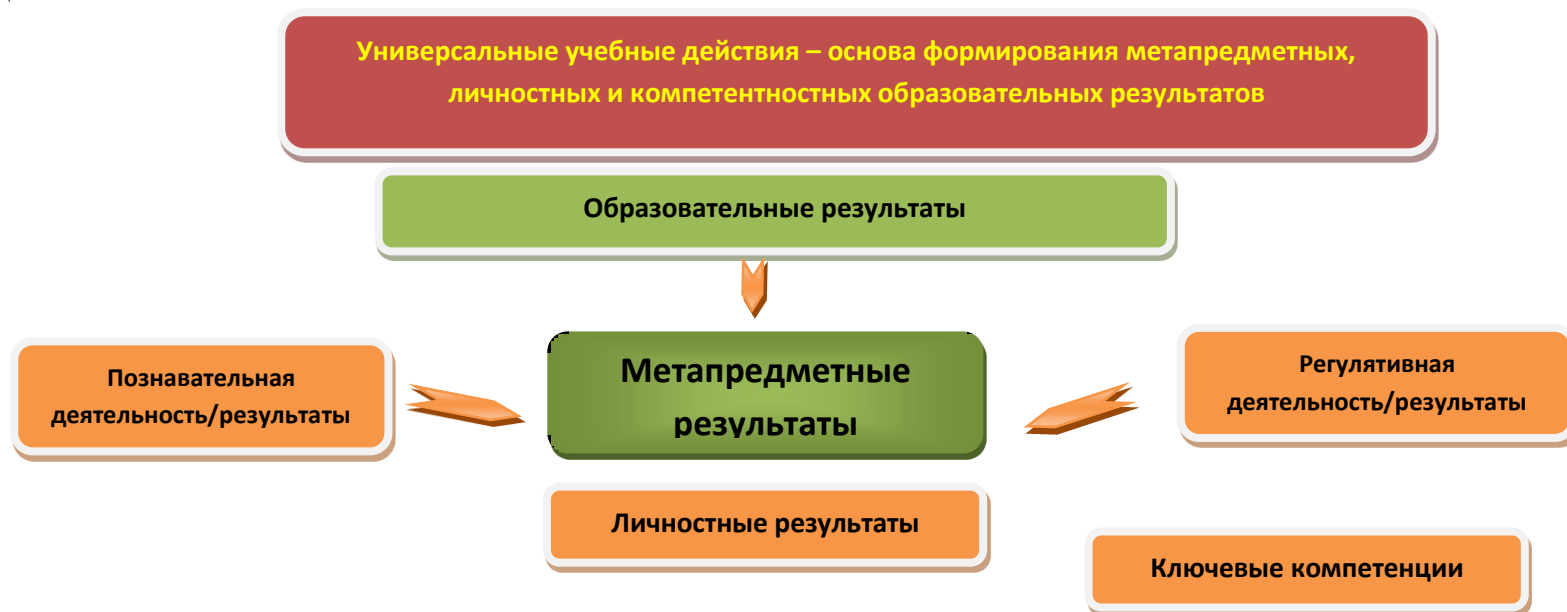 Универсальные учебные действия – основа формирования метапредметных,
личностных и компетентностных образовательных результатов
Образовательные результаты
Познавательная
деятельность/результаты
Метапредметные
результаты
Регулятивная
деятельность/результаты
Личностные результаты
Ключевые компетенции